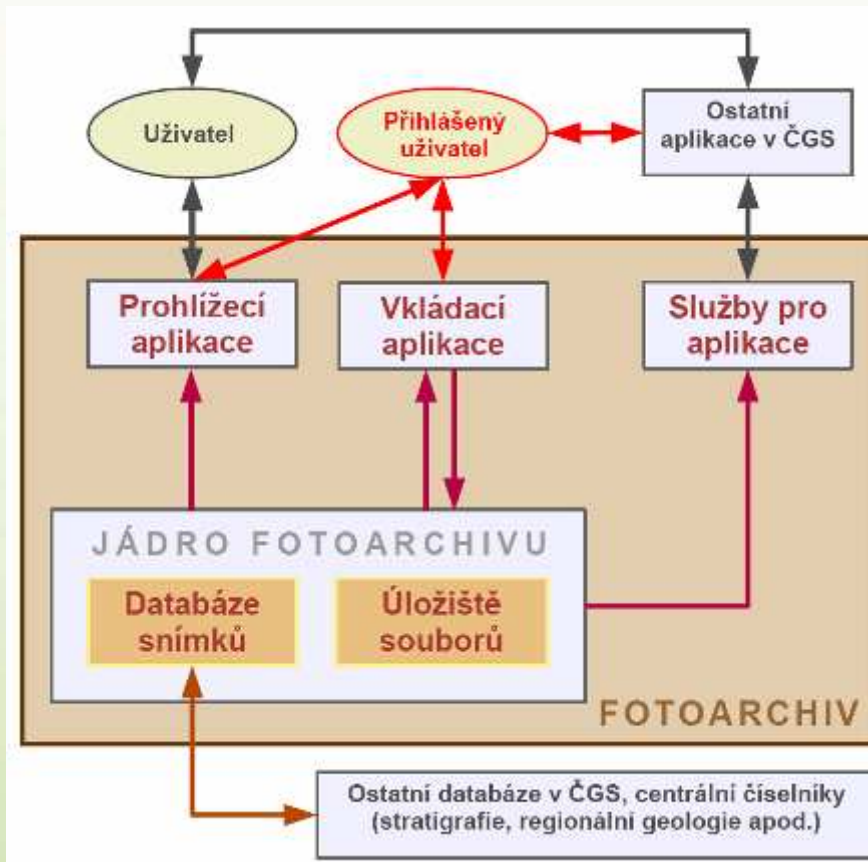 Uživatel
Přihlášený
uživatel
Ostatní
aplikace v ČGS
Prohlížecí
aplikace
Vkládací
aplikace
Služby pro
aplikace
JÁDRO FOTOARCHIVU
Databáze
snímků
Úložiště
souborů
FOTOARCHIV
Ostatní databáze v ČGS, centrální číselníky
(stratigrafie, regionální geologie apod.)